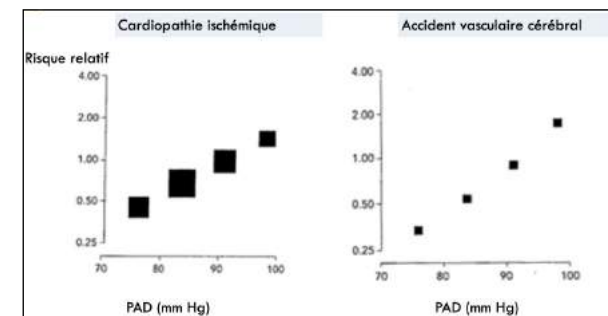 Cardiopathie ischémique
Risque relatif
4.00
2.00
1.00
0.50
0.25
70 80 90 100
PAD (mm Hg)
Accident vasculaire cérébral
4.00
2.00
1.00
0.50
0.25
70 80 90 100
PAD (mm Hg)